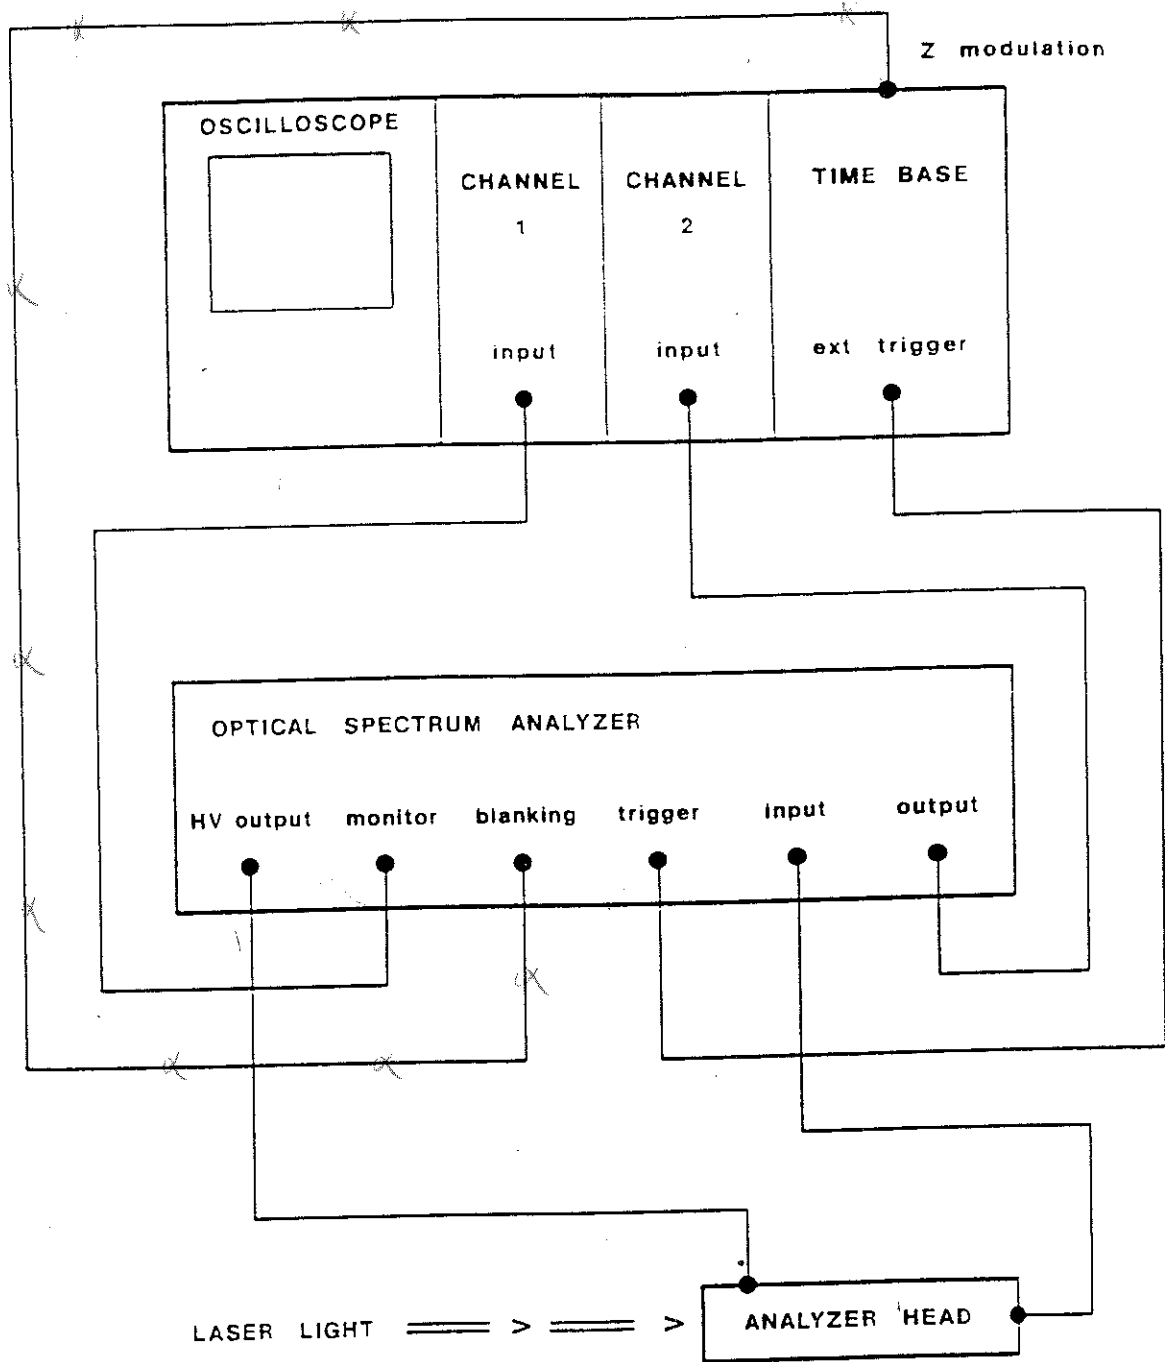 Z modulation
OSCILLOSCOPE
CHANNEL
1
CHANNEL
2
TIME BASE
input
input
ext trigger
OPTICAL SPECTRUM ANALYZER
HV output
monitor
blanking
trigger
input
output
LASER LIGHT
ANALYZER HEAD